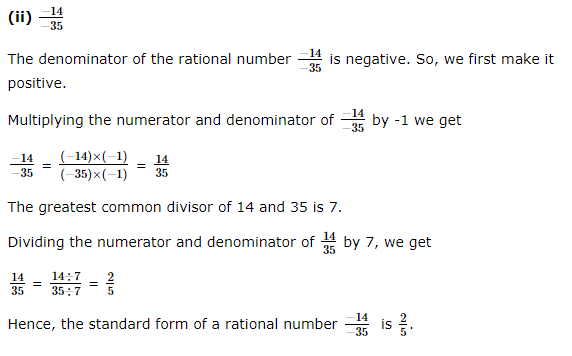 (ii) −14/−35
The denominator of the rational number −14/−35 is negative. So, we first make it
positive.
Multiplying the numerator and denominator of −14/−35 by -1 we get
−14/−35 = (−14)×(−1)/(−35)×(−1) = 14/35
The greatest common divisor of 14 and 35 is 7.
Dividing the numerator and denominator of 14/35 by 7, we get
14/35 = 14÷7/35÷7 = 2/5
Hence, the standard form of a rational number −14/−35 is 2/5.